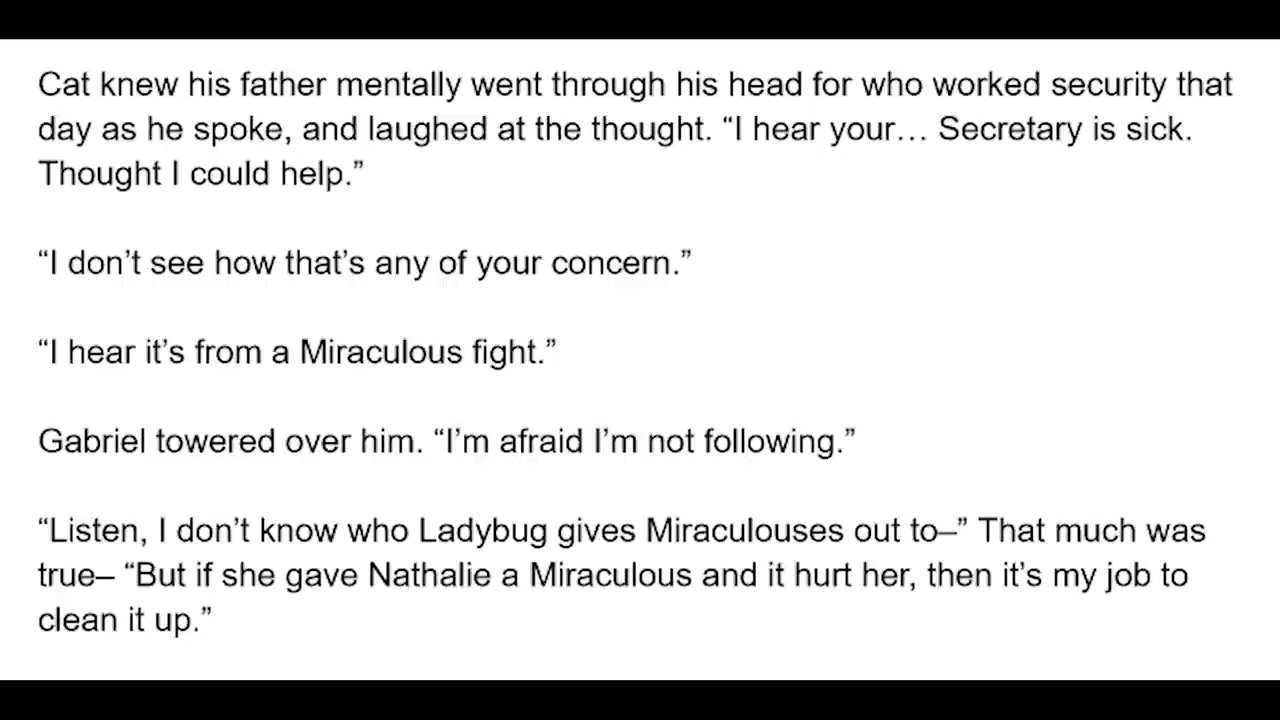 Cat knew his father mentally went through his head for who worked security that
day as he spoke, and laughed at the thought. “I hear your… Secretary is sick.
Thought I could help.”
“I don’t see how that’s any of your concern.”
“I hear it’s from a Miraculous fight.”
Gabriel towered over him. “I’m afraid I’m not following.”
“Listen, I don’t know who Ladybug gives Miraculouses out to–” That much was
true– “But if she gave Nathalie a Miraculous and it hurt her, then it’s my job to
clean it up.”